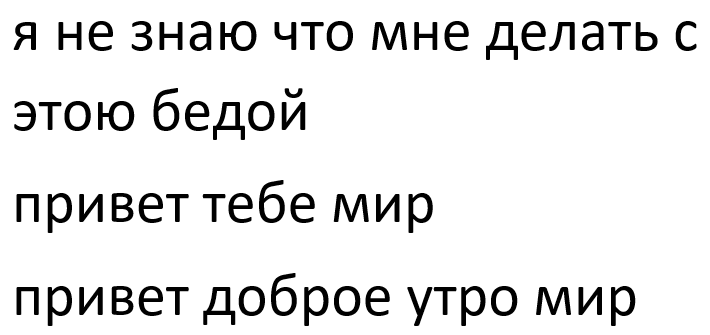 я не знаю что мне делать с
этою бедой
привет тебе мир
привет доброе утро мир